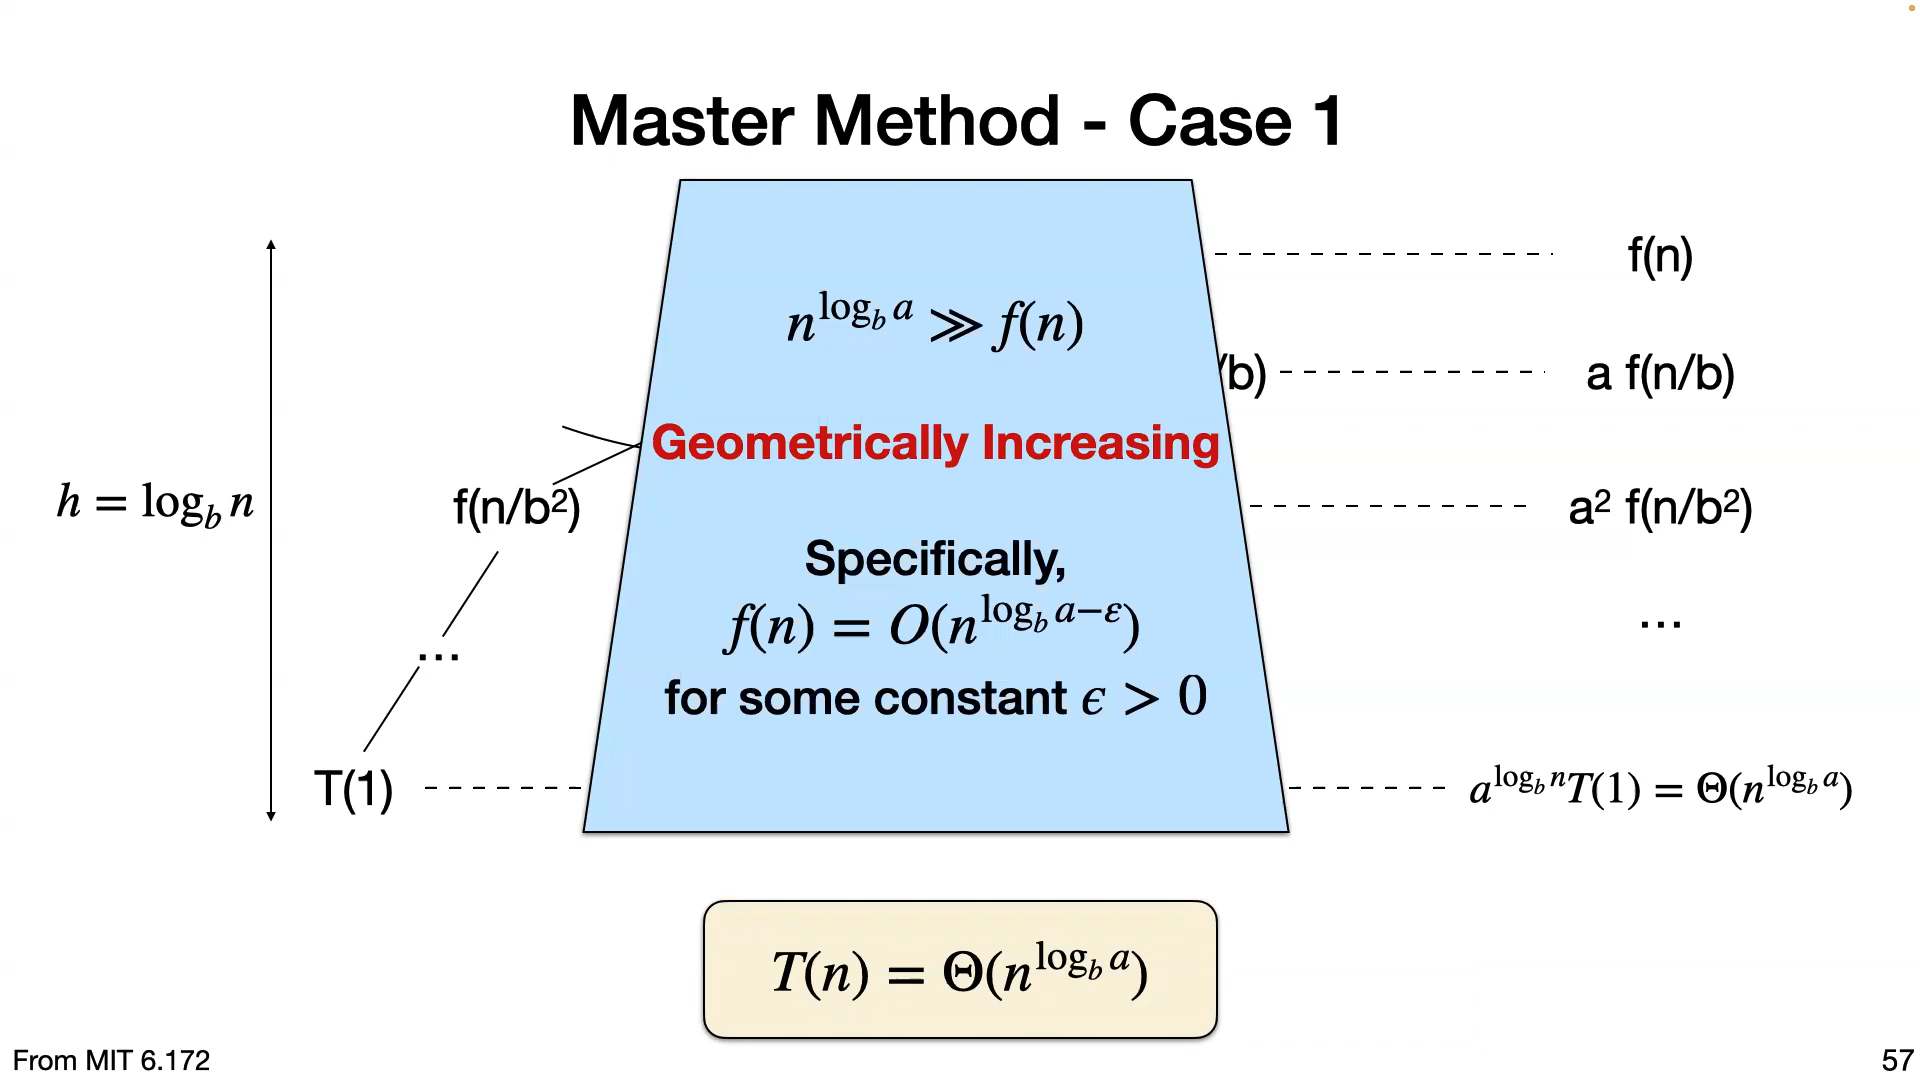 Master Method - Case 1
f(n)
n^{log_b a} ≫ f(n)
/b)
a f(n/b)
Geometrically Increasing
h = log_b n
f(n/b²)
a² f(n/b²)
Specifically,
f(n) = O(n^{log_b a−ε})
...
...
for some constant ϵ > 0
T(1)
a^{log_b n}T(1) = Θ(n^{log_b a})
T(n) = Θ(n^{log_b a})
From MIT 6.172
57